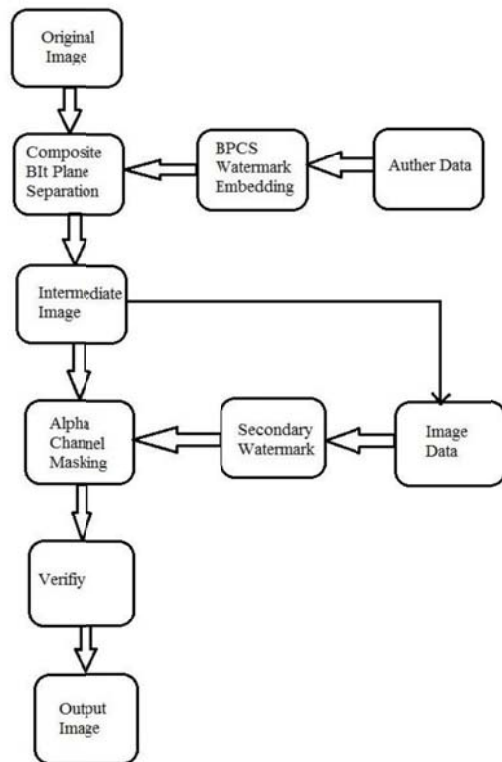 Original
Image
Composite
BIt Plane
Separation
BPCS
Watermark
Embedding
Auther Data
Intermediate
Image
Alpha
Channel
Masking
Secondary
Watermark
Image
Data
Verifiy
Output
Image